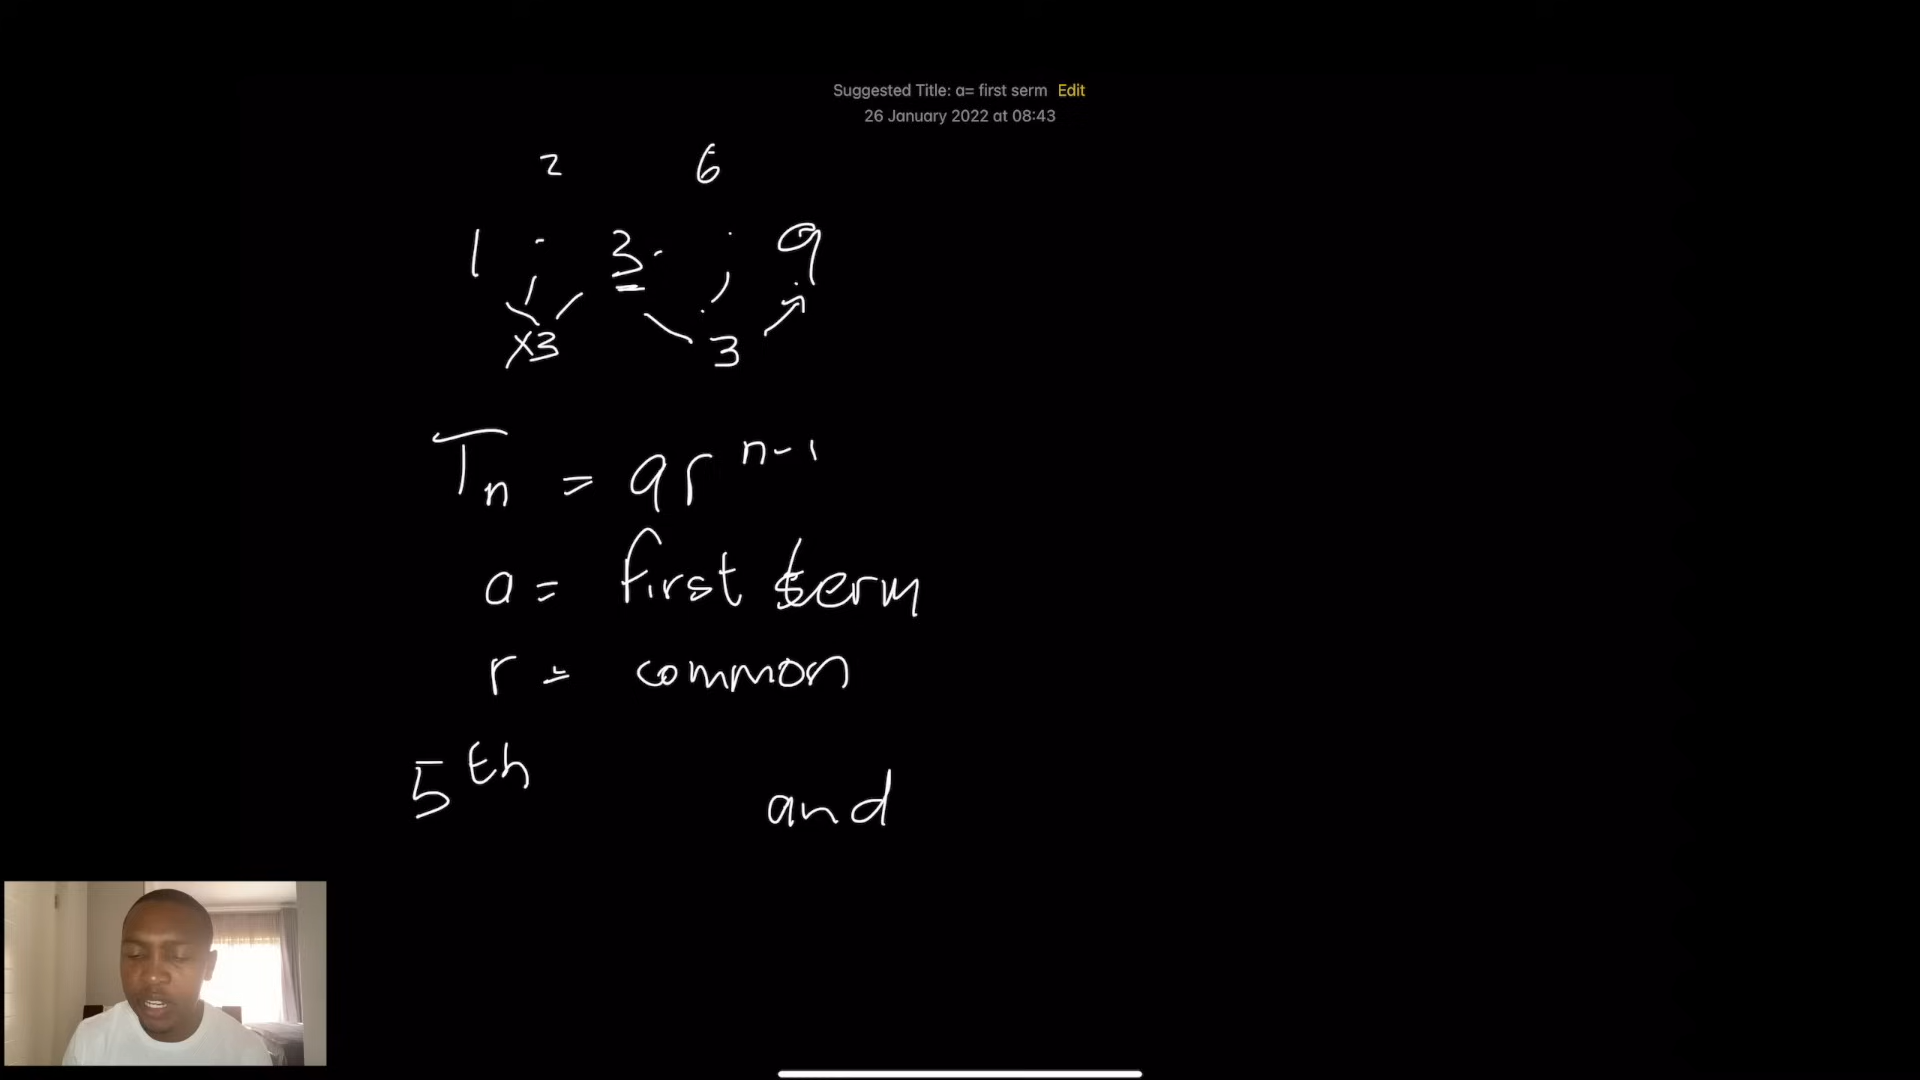 Suggested Title: a= first serm Edit
26 January 2022 at 08:43
2 6
1 ; 3 ; 9
x3 3
Tn = ar^n-1
a = first term
r = common
5th and